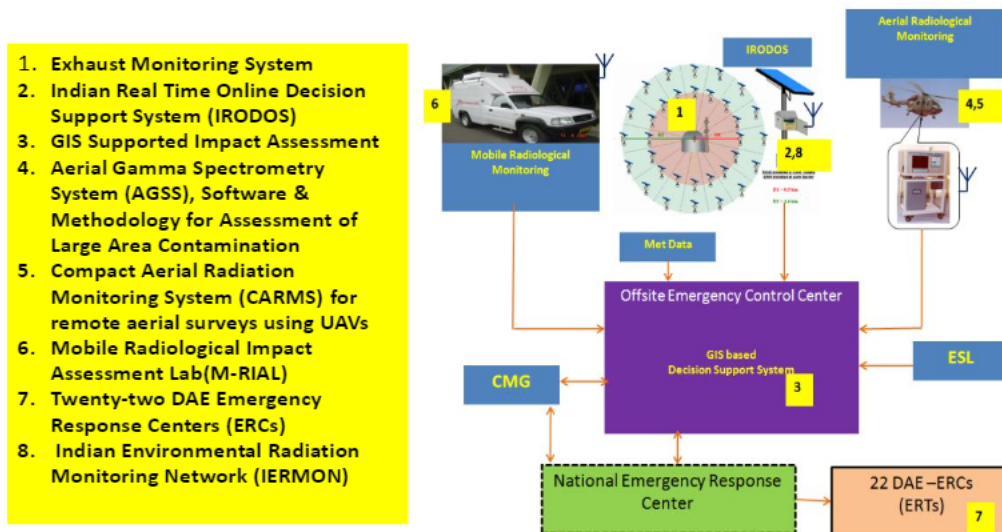 1. Exhaust Monitoring System
2. Indian Real Time Online Decision
Support System (IRODOS)
3. GIS Supported Impact Assessment
4. Aerial Gamma Spectrometry
System (AGSS), Software &
Methodology for Assessment of
Large Area Contamination
5. Compact Aerial Radiation
Monitoring System (CARMS) for
remote aerial surveys using UAVs
6. Mobile Radiological Impact
Assessment Lab(M-RIAL)
7. Twenty-two DAE Emergency
Response Centers (ERCs)
8. Indian Environmental Radiation
Monitoring Network (IERMON)
6
Mobile Radiological
Monitoring
1
IRODOS
2,8
Aerial Radiological
Monitoring
4,5
Met Data
Offsite Emergency Control Center
GIS based
Decision Support System
3
CMG
ESL
National Emergency Response
Center
22 DAE –ERCs
(ERTs)
7